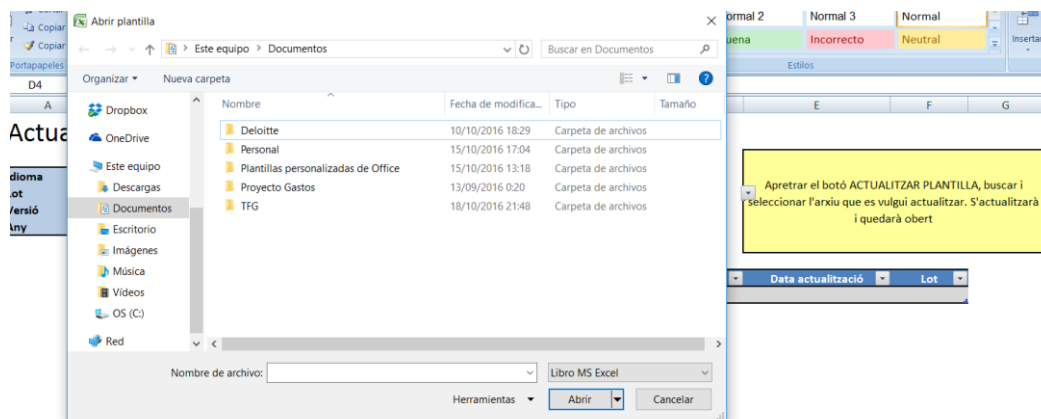 Copiar
Copiar
Portapapeles
D4
A
Actua
Idioma
Lot
Versió
Any
Abrir plantilla
Este equipo > Documentos
Buscar en Documentos
Organizar
Nueva carpeta
Dropbox
OneDrive
Este equipo
Descargas
Documentos
Escritorio
Imágenes
Música
Vídeos
OS (C:)
Red
Nombre Fecha de modifica... Tipo Tamaño
Deloitte 10/10/2016 18:29 Carpeta de archivos
Personal 15/10/2016 17:04 Carpeta de archivos
Plantillas personalizadas de Office 15/10/2016 13:18 Carpeta de archivos
Proyecto Gastos 13/09/2016 0:20 Carpeta de archivos
TFG 18/10/2016 21:48 Carpeta de archivos
Nombre de archivo:
Libro MS Excel
Herramientas
Abrir
Cancelar
ormal 2 Normal 3 Normal
uena Incorrecto Neutral
Insertar
Estilos
E F G
Apretrar el botó ACTUALITZAR PLANTILLA, buscar i
seleccionar l'arxiu que es vulgui actualitzar. S'actualitzarà
i quedarà obert
Data actualització Lot